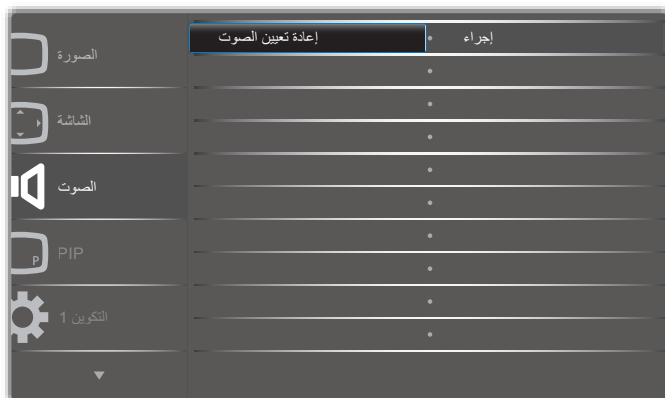 الصورة
الشاشة
الصوت
PIP
التكوين 1
إعادة تعيين الصوت
إجراء
P